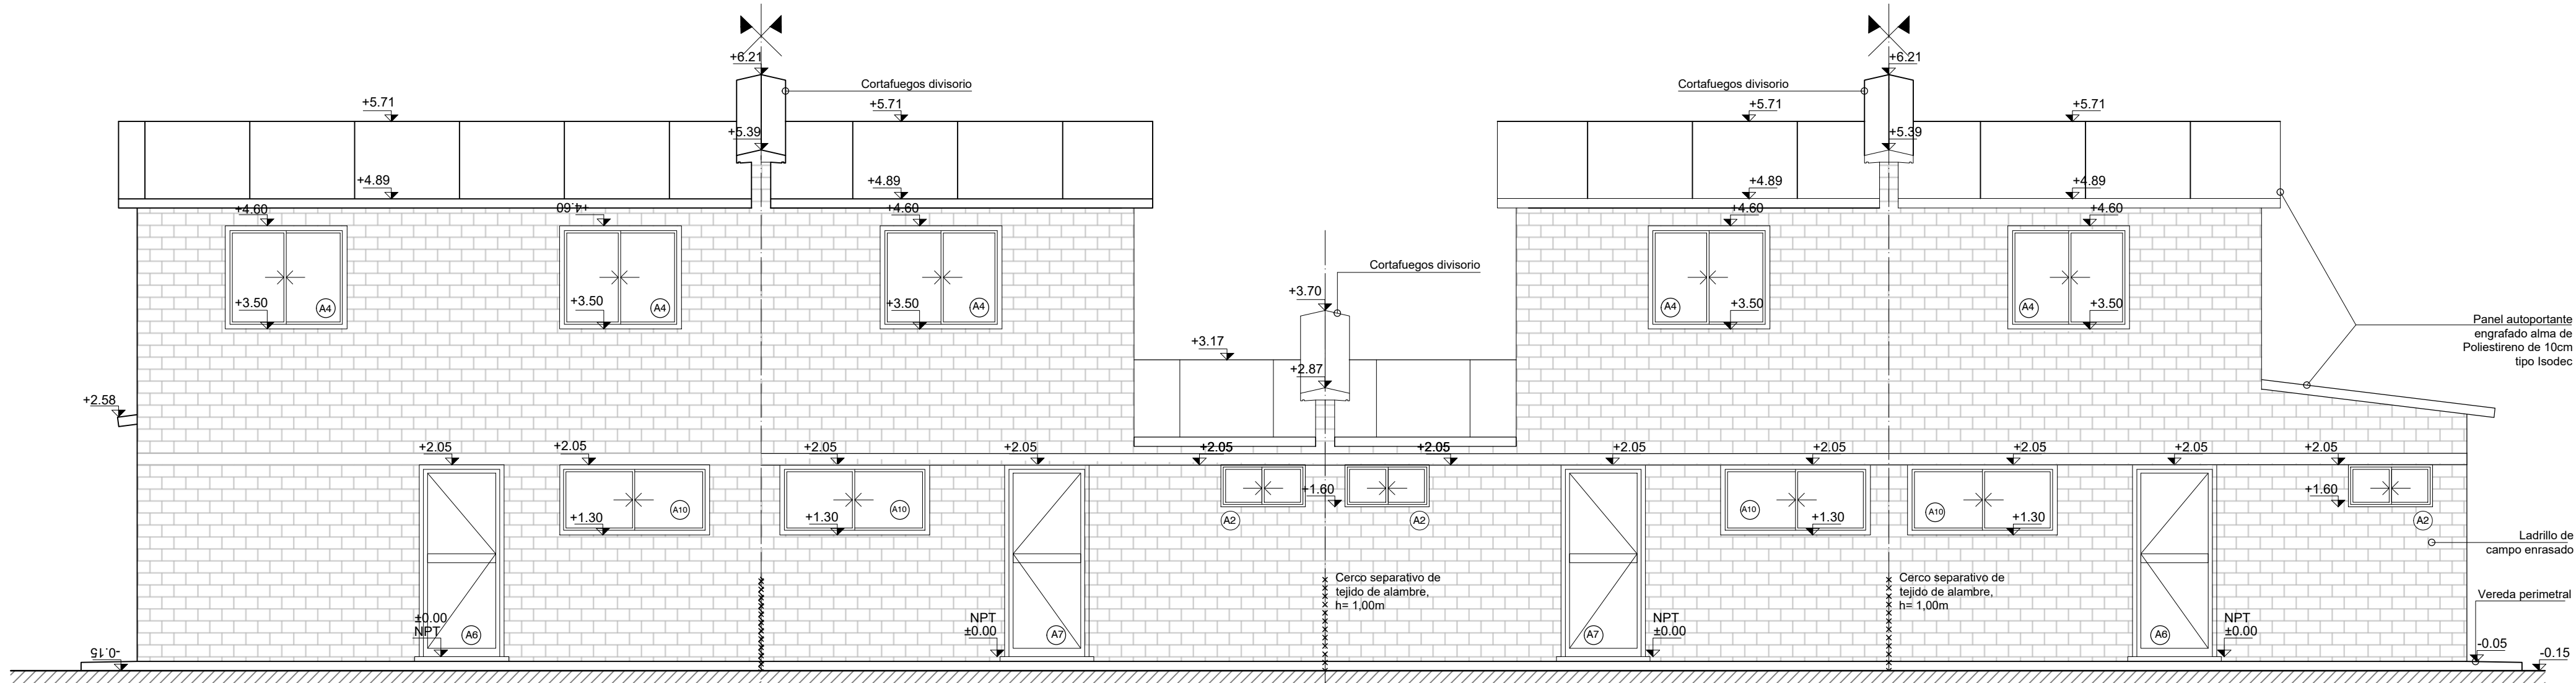 +6.21
+6.21
Cortafuegos divisorio
Cortafuegos divisorio
+5.71
+5.71
+5.71
+5.71
+5.39
+5.39
+4.89
+4.89
+4.89
+4.89
+4.60
+4.60
+4.60
+4.60
+4.60
Cortafuegos divisorio
+3.70
+3.50
A4
+3.50
A4
+3.50
A4
A4
+3.50
A4
+3.50
Panel autoportante
engrafado alma de
Poliestireno de 10cm
tipo Isodec
+3.17
+2.87
+2.58
+2.05
+2.05
+2.05
+2.05
+2.05
+2.05
+2.05
+2.05
+2.05
+2.05
+2.05
+1.60
+1.60
A10
A10
A10
A10
+1.30
+1.30
+1.30
+1.30
A2
A2
A2
Ladrillo de
campo enrasado
Cerco separativo de
tejido de alambre,
h= 1,00m
Cerco separativo de
tejido de alambre,
h= 1,00m
Vereda perimetral
±0.00
NPT
A6
NPT
±0.00
A7
A7
NPT
±0.00
A6
NPT
±0.00
-0.15
-0.05
-0.15